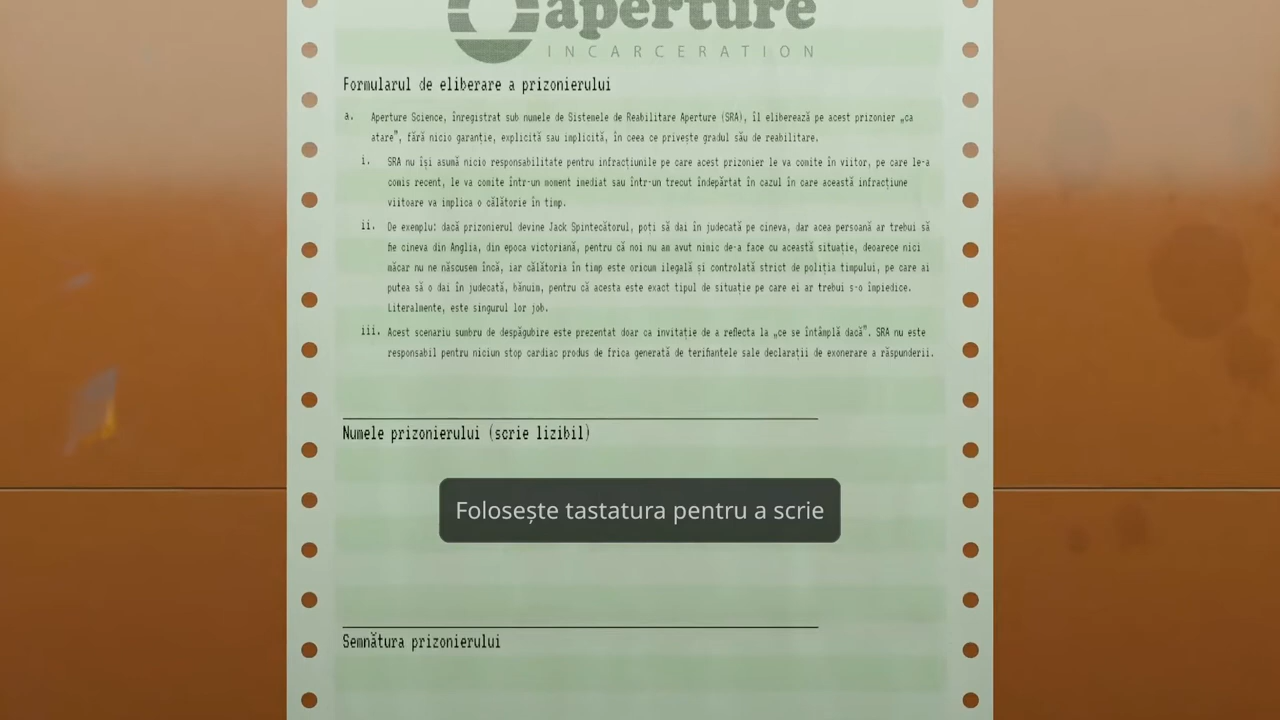 aperture
INCARCERATION
Formularul de eliberare a prizonierului
a. Aperture Science, înregistrat sub numele de Sistemele de Reabilitare Aperture (SRA), îl eliberează pe acest prizonier „ca
atare”, fără nicio garanție, explicită sau implicită, în ceea ce privește gradul său de reabilitare.
i. SRA nu își asumă nicio responsabilitate pentru infracțiunile pe care acest prizonier le va comite în viitor, pe care le-a
comis recent, le va comite într-un moment imediat sau într-un trecut îndepărtat în cazul în care această infracțiune
viitoare va implica o călătorie în timp.
ii. De exemplu: dacă prizonierul devine Jack Spintecătorul, poți să dai în judecată pe cineva, dar acea persoană ar trebui să
fie cineva din Anglia, din epoca victoriană, pentru că noi nu am avut nimic de-a face cu această situație, deoarece nici
măcar nu ne născusem încă, iar călătoria în timp este oricum ilegală și controlată strict de poliția timpului, pe care ai
putea să o dai în judecată, bănuim, pentru că acesta este exact tipul de situație pe care ei ar trebui s-o împiedice.
Literalmente, este singurul lor job.
iii. Acest scenariu sumbru de despăgubire este prezentat doar ca invitație de a reflecta la „ce se întâmplă dacă”. SRA nu este
responsabil pentru niciun stop cardiac produs de frica generată de terifiantele sale declarații de exonerare a răspunderii.
Numele prizonierului (scrie lizibil)
Folosește tastatura pentru a scrie
Semnătura prizonierului